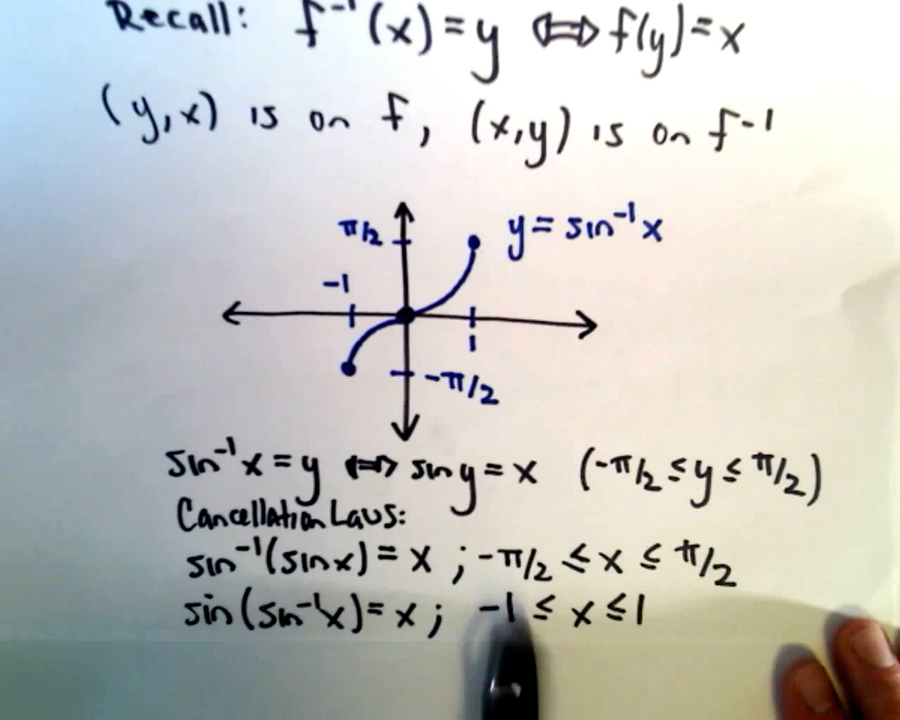 Recall: f⁻¹(x)=y ⟺ f(y)=x
(y,x) is on f, (x,y) is on f⁻¹
π/2
y=sin⁻¹x
-1
1
-π/2
sin⁻¹x=y ⟺ sin y=x (-π/2≤y≤π/2)
Cancellation Laws:
sin⁻¹(sinx)=x ; -π/2≤x≤π/2
sin(sin⁻¹x)=x; -1≤x≤1